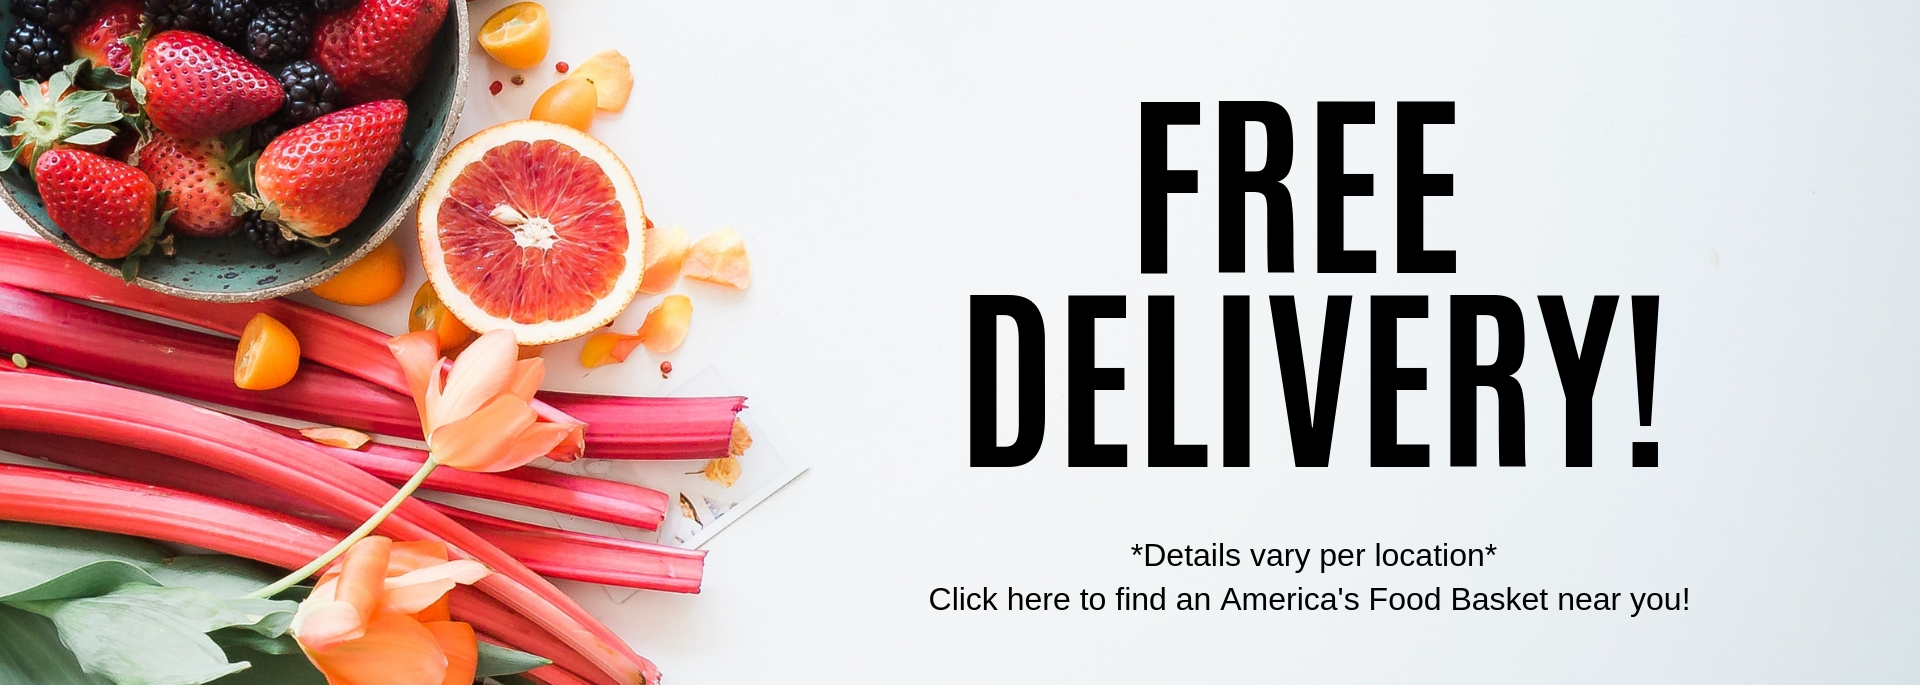 FREE
DELIVERY!
*Details vary per location*
Click here to find an America's Food Basket near you!